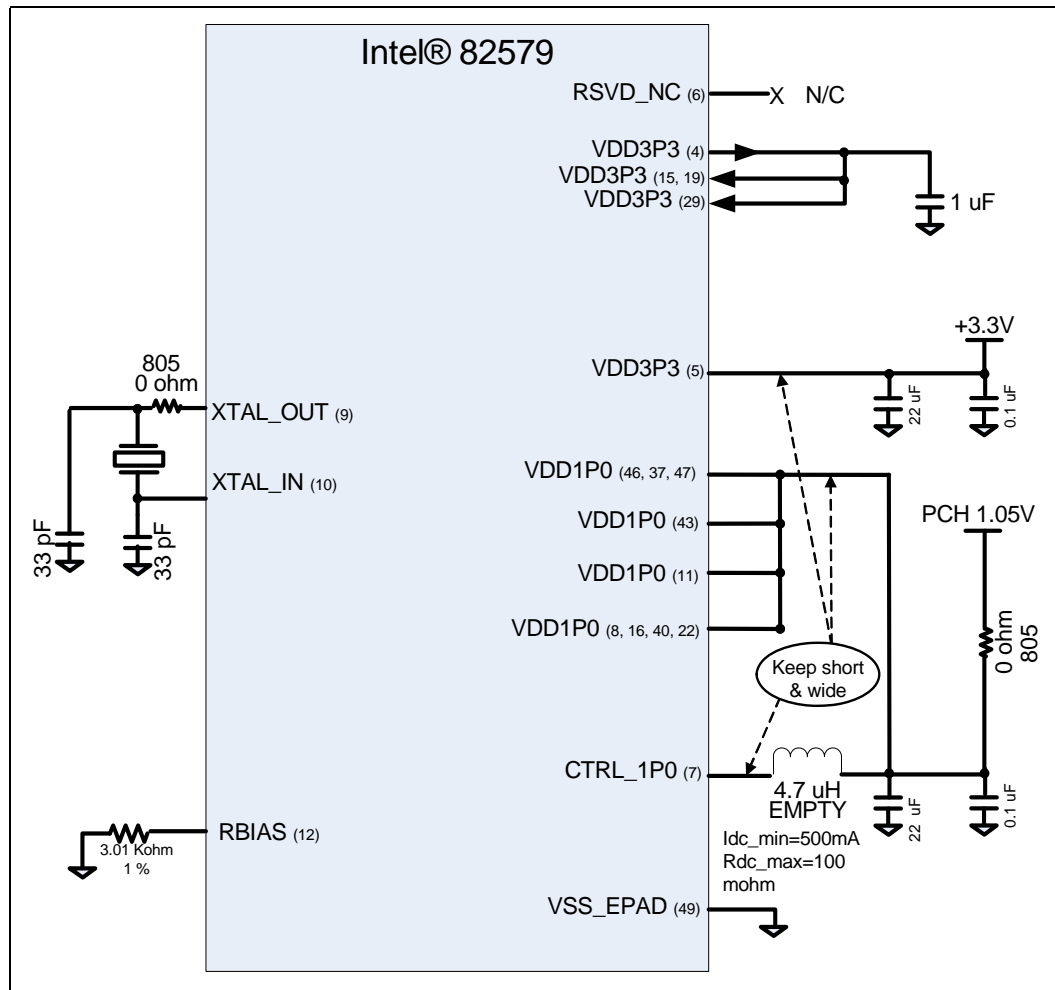 Intel® 82579
RSVD_NC (6)
X N/C
VDD3P3 (4)
VDD3P3 (15, 19)
VDD3P3 (29)
1 uF
+3.3V
VDD3P3 (5)
22 uF
0.1 uF
805
0 ohm
XTAL_OUT (9)
XTAL_IN (10)
33 pF
33 pF
VDD1P0 (46, 37, 47)
VDD1P0 (43)
VDD1P0 (11)
VDD1P0 (8, 16, 40, 22)
PCH 1.05V
0 ohm
805
Keep short
& wide
CTRL_1P0 (7)
4.7 uH
EMPTY
Idc_min=500mA
Rdc_max=100
mohm
22 uF
0.1 uF
RBIAS (12)
3.01 Kohm
1 %
VSS_EPAD (49)